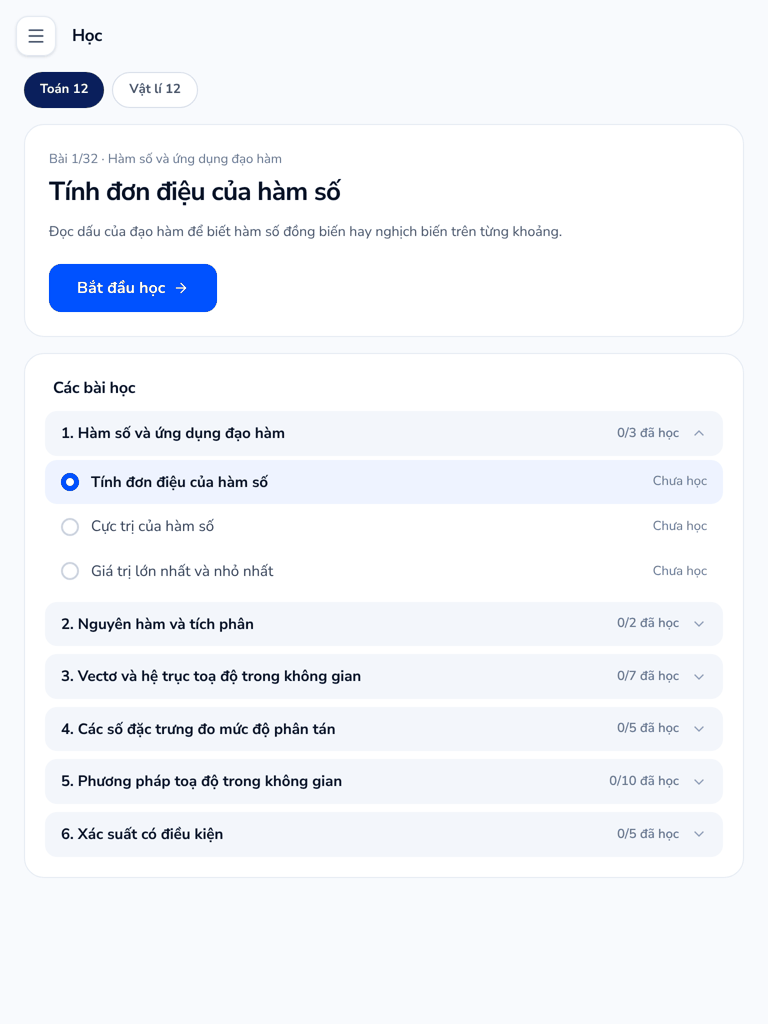 Học
Toán 12
Vật lí 12
Bài 1/32 · Hàm số và ứng dụng đạo hàm
Tính đơn điệu của hàm số
Đọc dấu của đạo hàm để biết hàm số đồng biến hay nghịch biến trên từng khoảng.
Bắt đầu học →
Các bài học
1. Hàm số và ứng dụng đạo hàm 0/3 đã học
Tính đơn điệu của hàm số Chưa học
Cực trị của hàm số Chưa học
Giá trị lớn nhất và nhỏ nhất Chưa học
2. Nguyên hàm và tích phân 0/2 đã học
3. Vectơ và hệ trục toạ độ trong không gian 0/7 đã học
4. Các số đặc trưng đo mức độ phân tán 0/5 đã học
5. Phương pháp toạ độ trong không gian 0/10 đã học
6. Xác suất có điều kiện 0/5 đã học